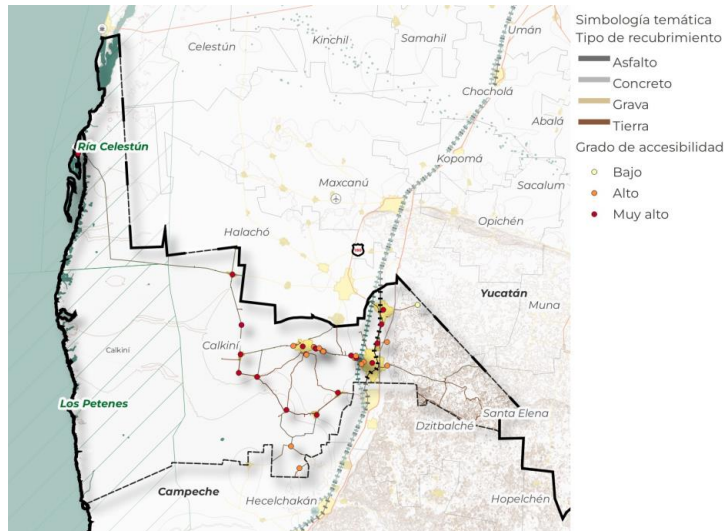 Simbología temática
Tipo de recubrimiento
Asfalto
Concreto
Grava
Tierra
Grado de accesibilidad
Bajo
Alto
Muy alto
Celestún
Kinchil
Samahil
Umán
Chocholá
Abalá
Ría Celestún
Kopomá
Maxcanú
Sacalum
Opichén
Halachó
Yucatán
Muna
Calkiní
Calkiní
Los Petenes
Santa Elena
Dzitbalché
Campeche
Hecelchakán
Hopelchén